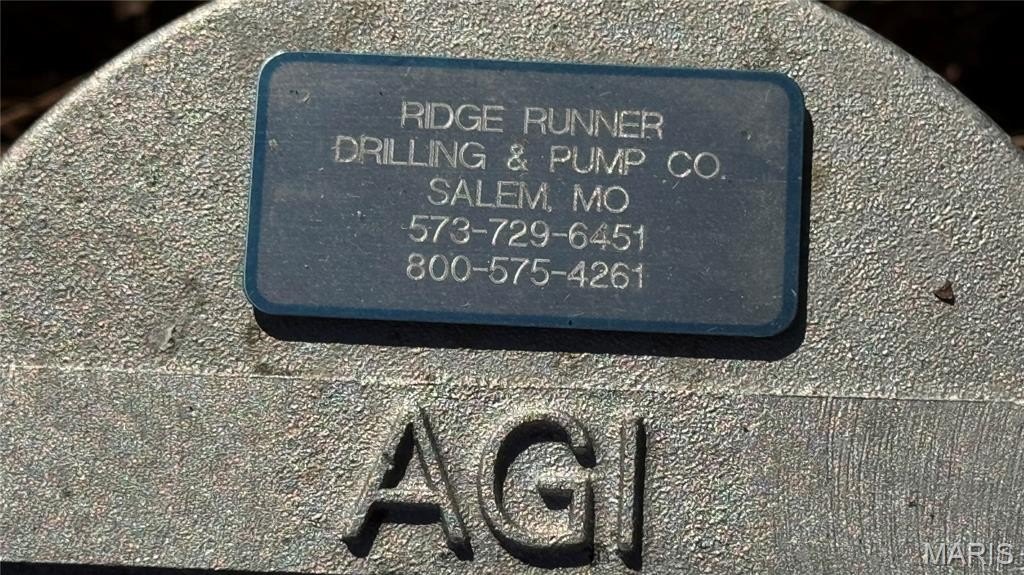 RIDGE RUNNER
DRILLING & PUMP CO.
SALEM, MO
573-729-6451
800-575-4261
AGI
MARIS